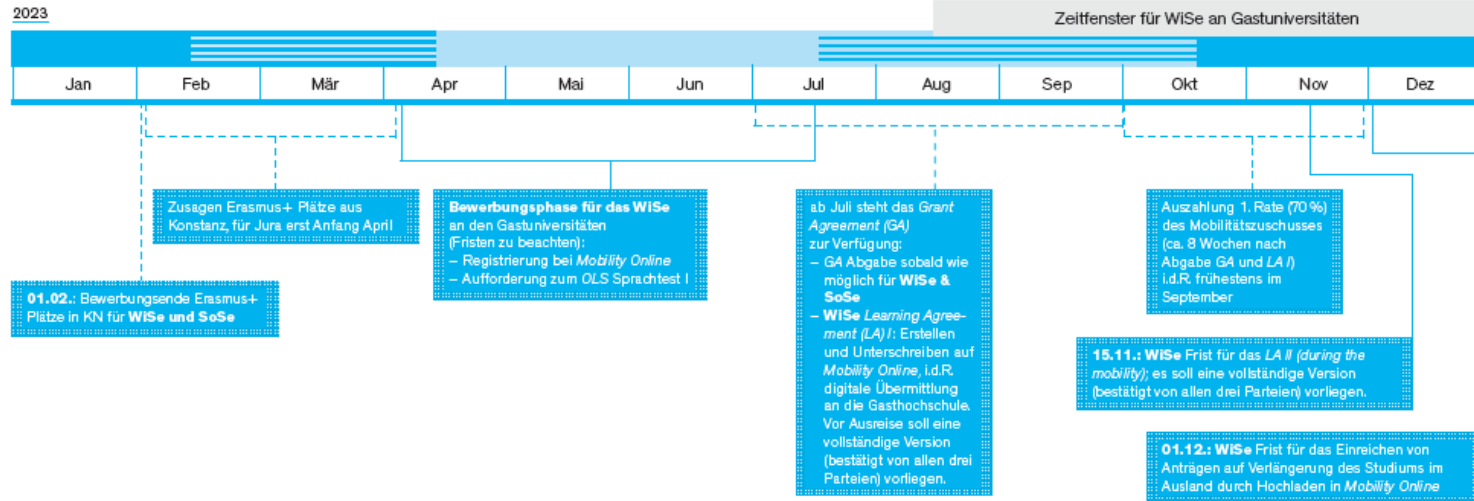 2023
Zeitfenster für WiSe an Gastuniversitäten
Jan Feb Mär Apr Mai Jun Jul Aug Sep Okt Nov Dez
Zusagen Erasmus+ Plätze aus
Konstanz, für Jura erst Anfang April
01.02.: Bewerbungsende Erasmus+
Plätze in KN für WiSe und SoSe
Bewerbungsphase für das WiSe
an den Gastuniversitäten
(Fristen zu beachten):
– Registrierung bei Mobility Online
– Aufforderung zum OLS Sprachtest I
ab Juli steht das Grant
Agreement (GA)
zur Verfügung:
– GA Abgabe sobald wie
möglich für WiSe &
SoSe
– WiSe Learning Agree-
ment (LA) I: Erstellen
und Unterschreiben auf
Mobility Online, i.d.R.
digitale Übermittlung
an die Gasthochschule.
Vor Ausreise soll eine
vollständige Version
(bestätigt von allen drei
Parteien) vorliegen.
Auszahlung 1. Rate (70%)
des Mobilitätszuschusses
(ca. 8 Wochen nach
Abgabe GA und LA I)
i.d.R. frühestens im
September
15.11.: WiSe Frist für das LA II (during the
mobility); es soll eine vollständige Version
(bestätigt von allen drei Parteien) vorliegen.
01.12.: WiSe Frist für das Einreichen von
Anträgen auf Verlängerung des Studiums im
Ausland durch Hochladen in Mobility Online